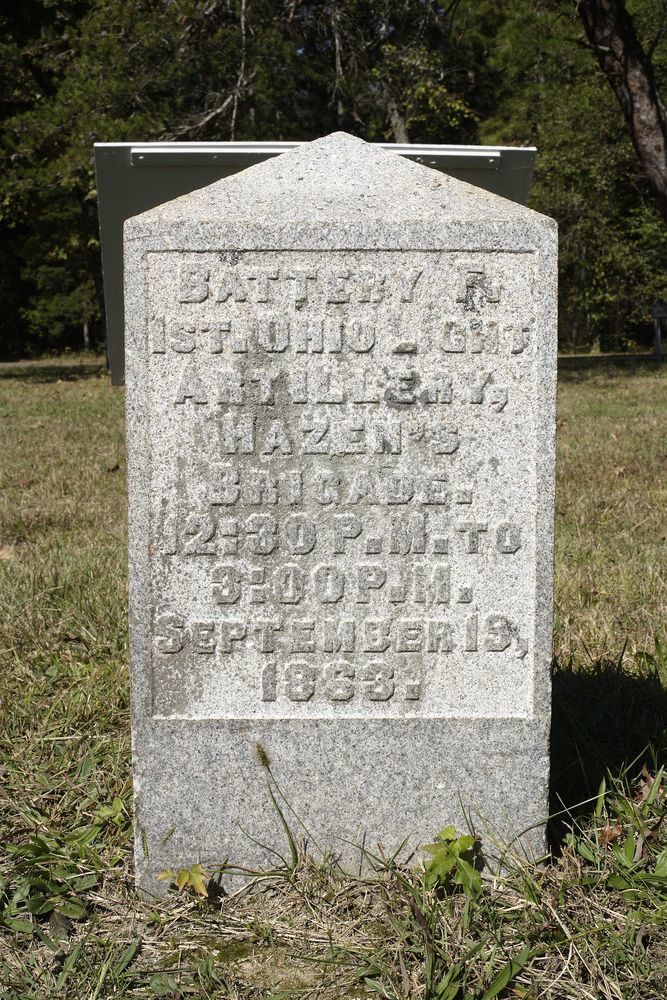 BATTERY F.
1ST. OHIO LIGHT
ARTILLERY,
HAZEN'S
BRIGADE.
12:30 P.M. TO
3:00 P.M.
SEPTEMBER 19,
1863.